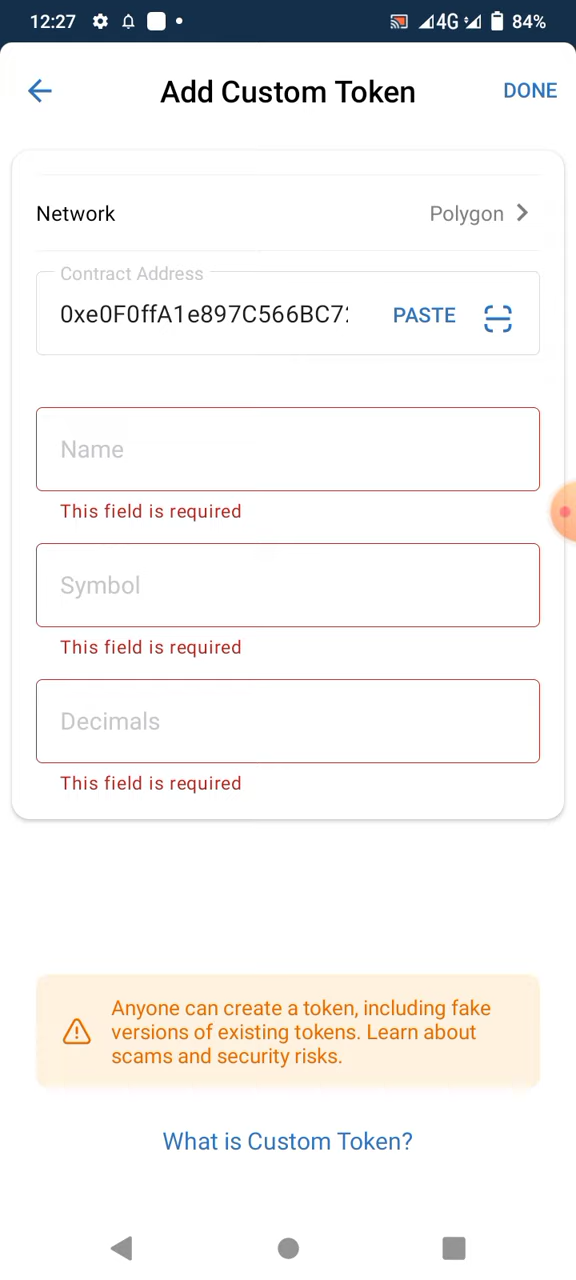 12:27 4G 84%
Add Custom Token DONE
Network Polygon
Contract Address
0xe0F0ffA1e897C566BC7 PASTE
Name
This field is required
Symbol
This field is required
Decimals
This field is required
Anyone can create a token, including fake
versions of existing tokens. Learn about
scams and security risks.
What is Custom Token?